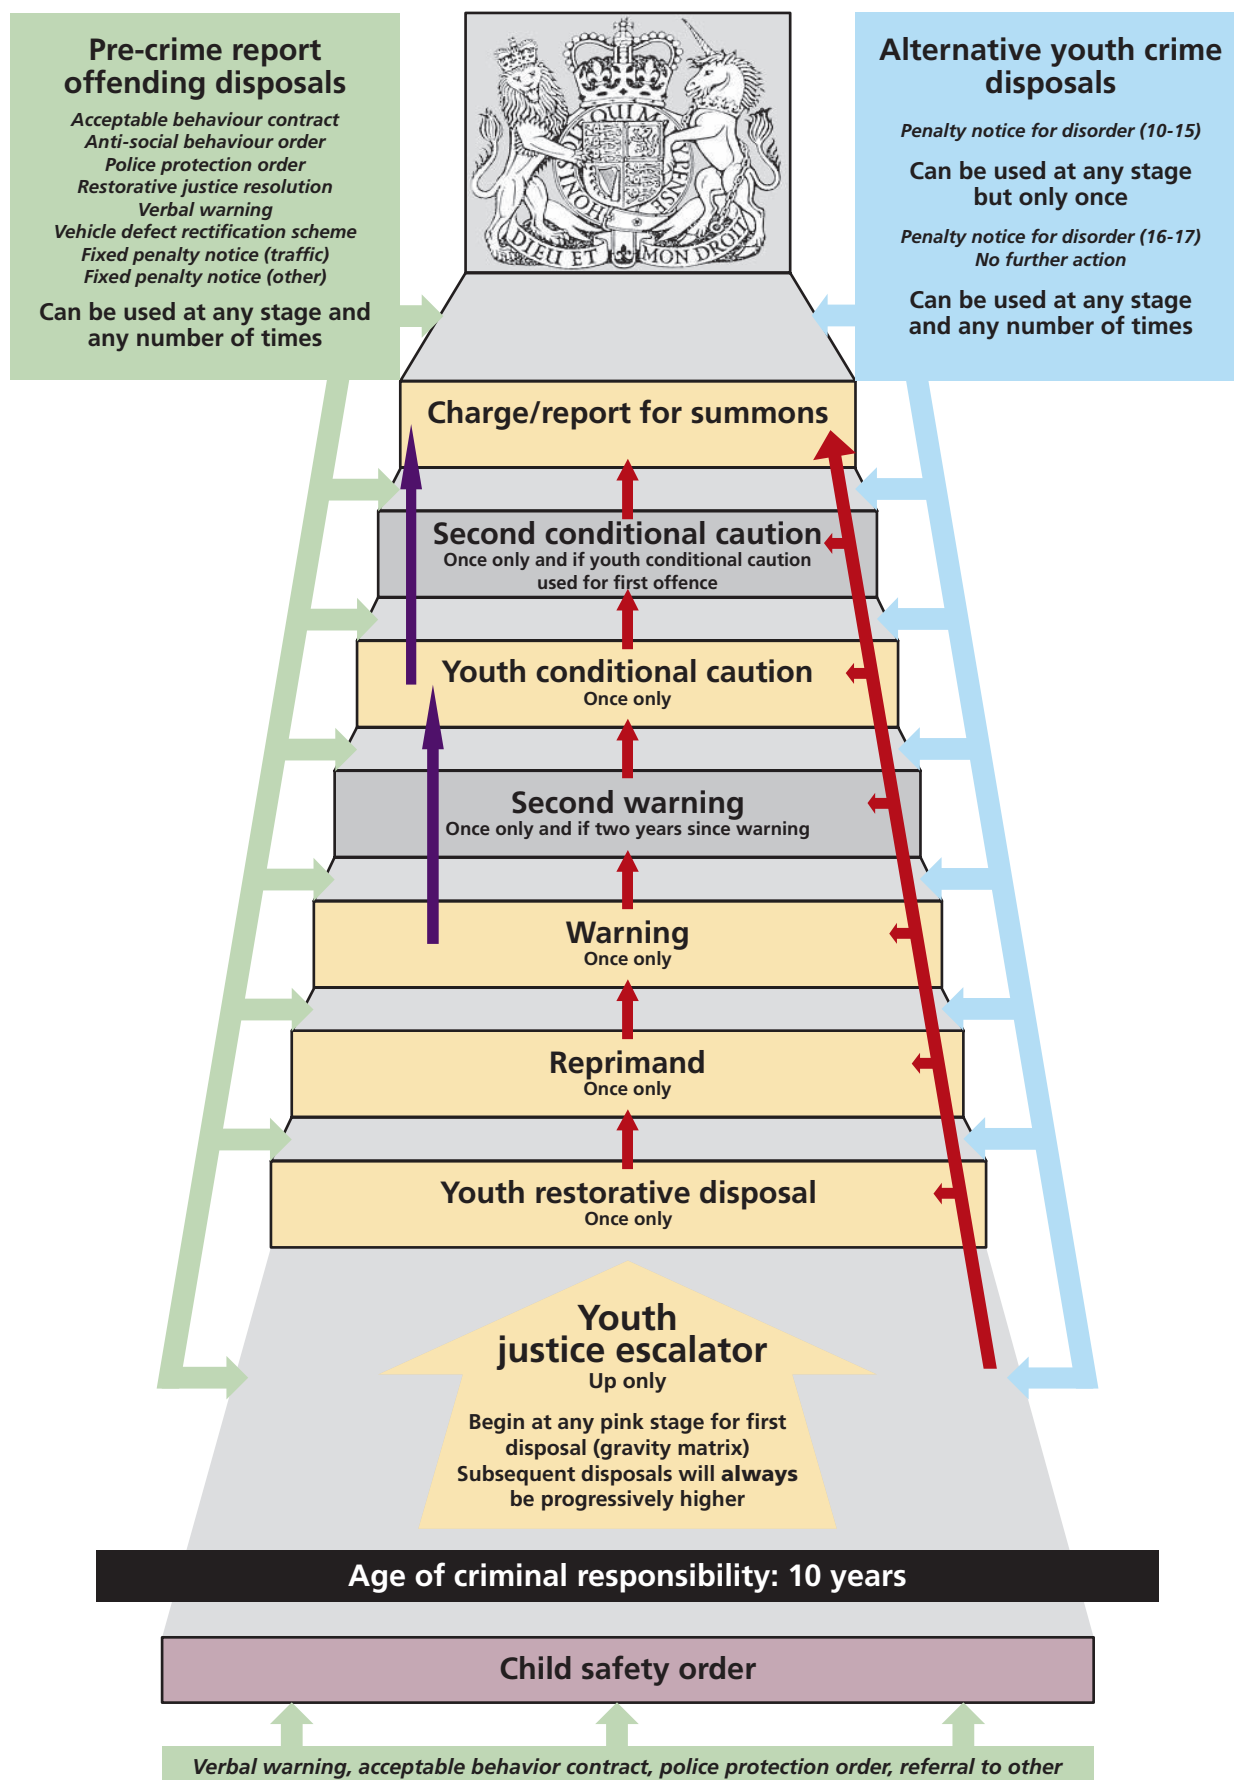 Pre-crime report
offending disposals
Acceptable behaviour contract
Anti-social behaviour order
Police protection order
Restorative justice resolution
Verbal warning
Vehicle defect rectification scheme
Fixed penalty notice (traffic)
Fixed penalty notice (other)
Can be used at any stage and
any number of times
HONI SOIT QUI MAL Y PENSE
DIEU ET MON DROIT
Alternative youth crime
disposals
Penalty notice for disorder (10-15)
Can be used at any stage
but only once
Penalty notice for disorder (16-17)
No further action
Can be used at any stage
and any number of times
Charge/report for summons
Second conditional caution
Once only and if youth conditional caution
used for first offence
Youth conditional caution
Once only
Second warning
Once only and if two years since warning
Warning
Once only
Reprimand
Once only
Youth restorative disposal
Once only
Youth
justice escalator
Up only
Begin at any pink stage for first
disposal (gravity matrix)
Subsequent disposals will always
be progressively higher
Age of criminal responsibility: 10 years
Child safety order
Verbal warning, acceptable behavior contract, police protection order, referral to other